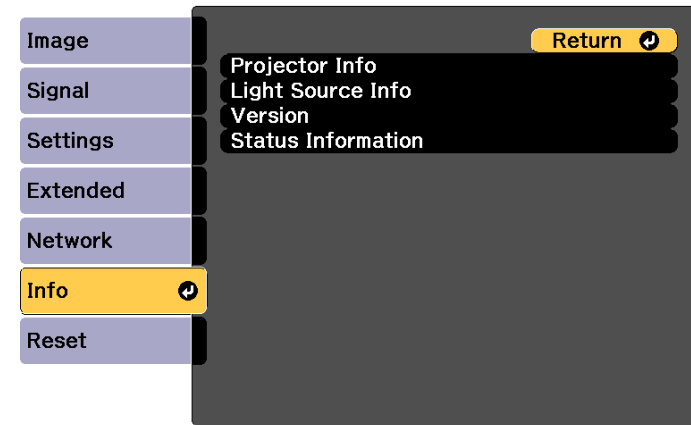 Image
Signal
Settings
Extended
Network
Info
Reset
Return
Projector Info
Light Source Info
Version
Status Information